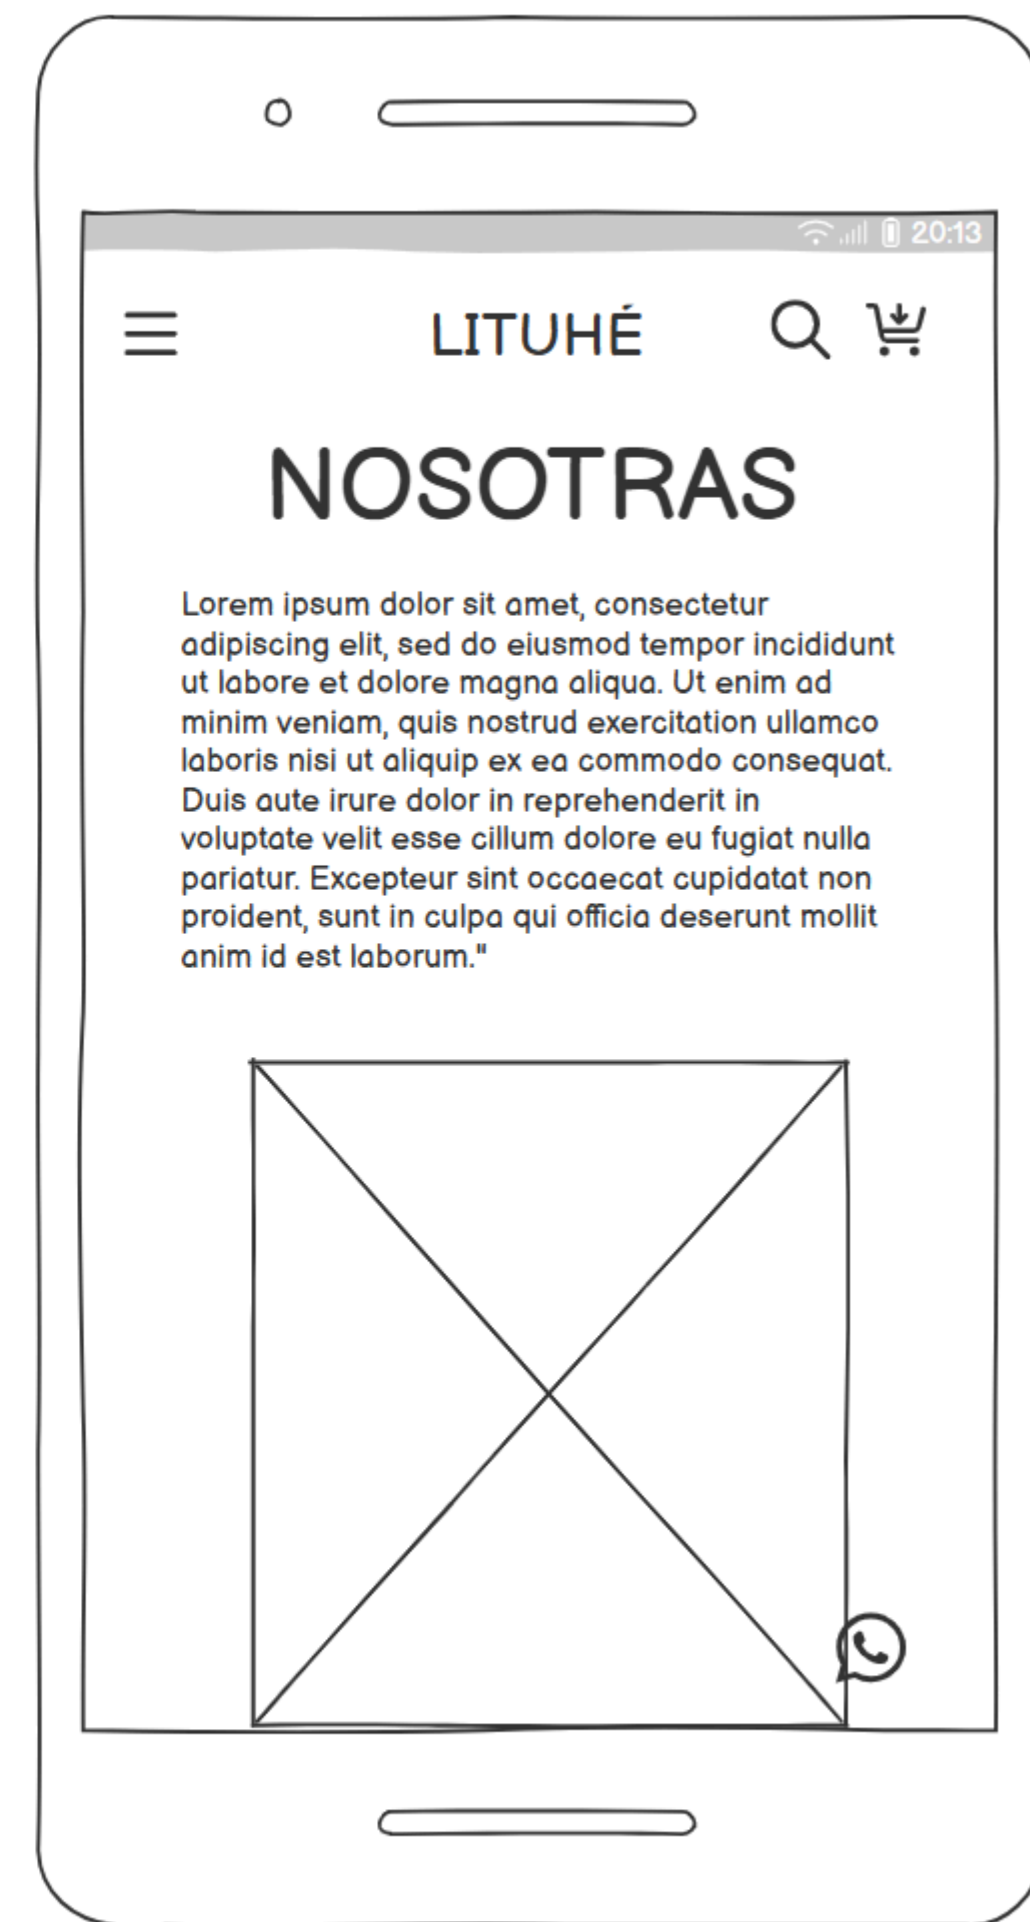 20:13
LITUHÉ
NOSOTRAS
Lorem ipsum dolor sit amet, consectetur
adipiscing elit, sed do eiusmod tempor incididunt
ut labore et dolore magna aliqua. Ut enim ad
minim veniam, quis nostrud exercitation ullamco
laboris nisi ut aliquip ex ea commodo consequat.
Duis aute irure dolor in reprehenderit in
voluptate velit esse cillum dolore eu fugiat nulla
pariatur. Excepteur sint occaecat cupidatat non
proident, sunt in culpa qui officia deserunt mollit
anim id est laborum."